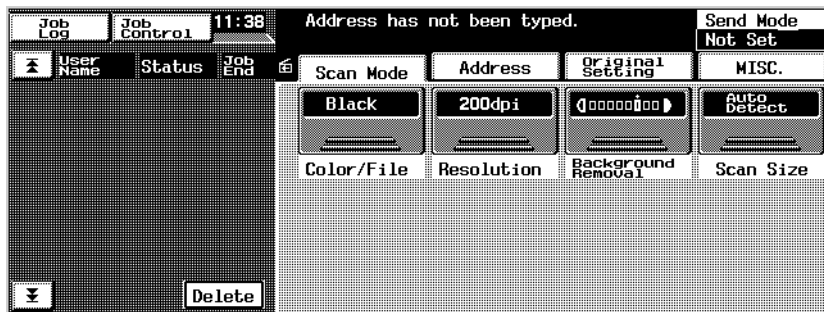 Job Log
Job Control
11:38
Address has not been typed.
Send Mode
Not Set
User Name
Status
Job End
Scan Mode
Address
Original Setting
MISC.
Black
200dpi
Auto Detect
Color/File
Resolution
Background Removal
Scan Size
Delete